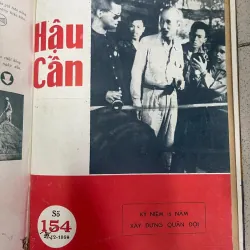 Hậu
Cần
Số
154
KỶ NIỆM 15 NĂM
XÂY DỰNG QUÂN ĐỘI